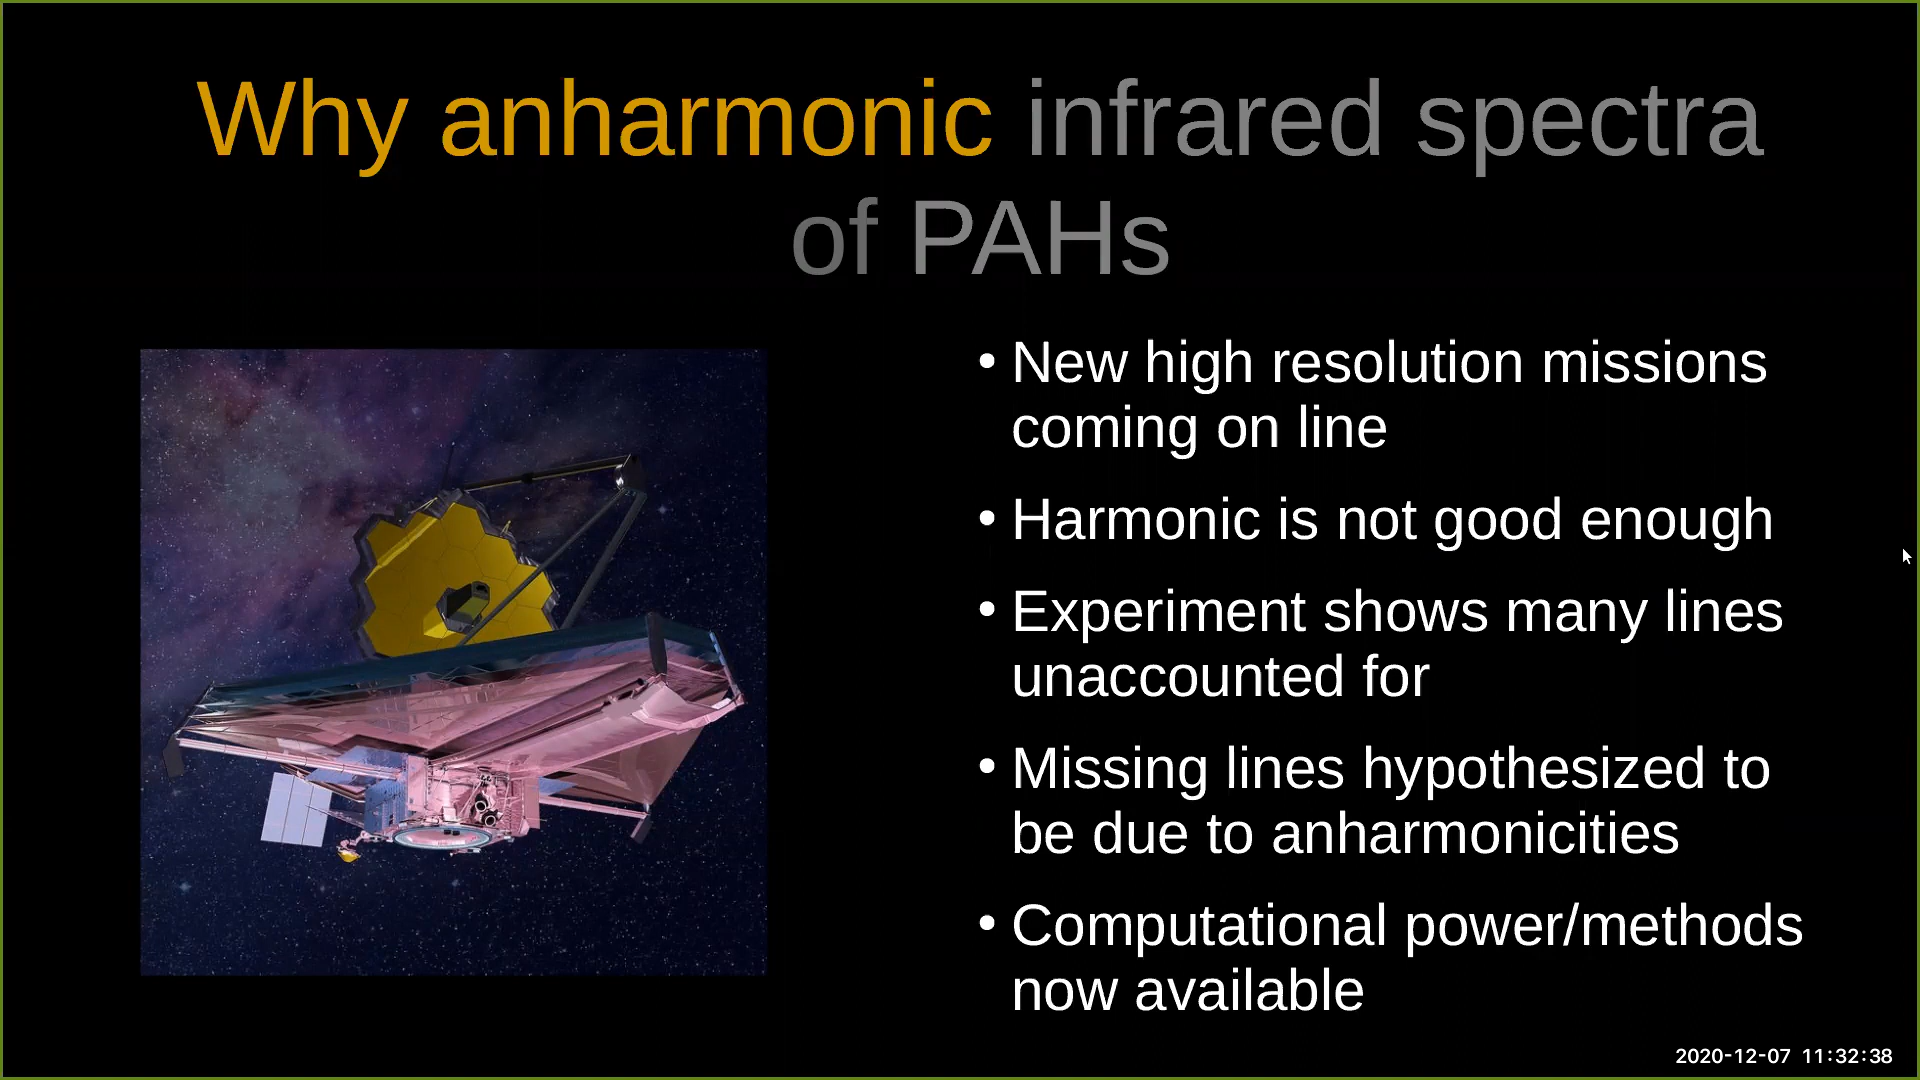 Why anharmonic infrared spectra
of PAHs
• New high resolution missions
coming on line
• Harmonic is not good enough
• Experiment shows many lines
unaccounted for
• Missing lines hypothesized to
be due to anharmonicities
• Computational power/methods
now available
2020-12-07 11:32:38